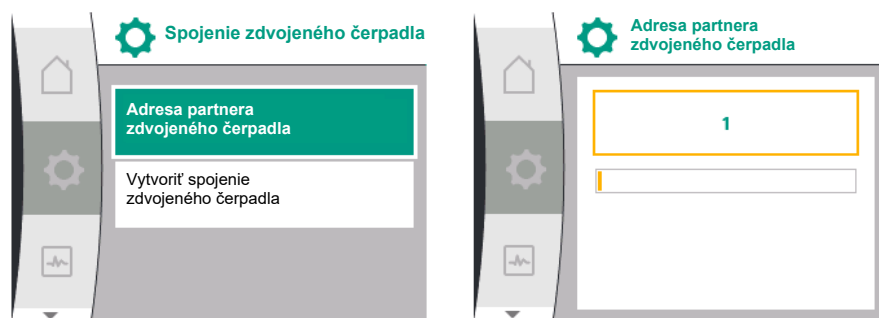 Spojenie zdvojeného čerpadla
Adresa partnera
zdvojeného čerpadla
Vytvoriť spojenie
zdvojeného čerpadla
Adresa partnera
zdvojeného čerpadla
1